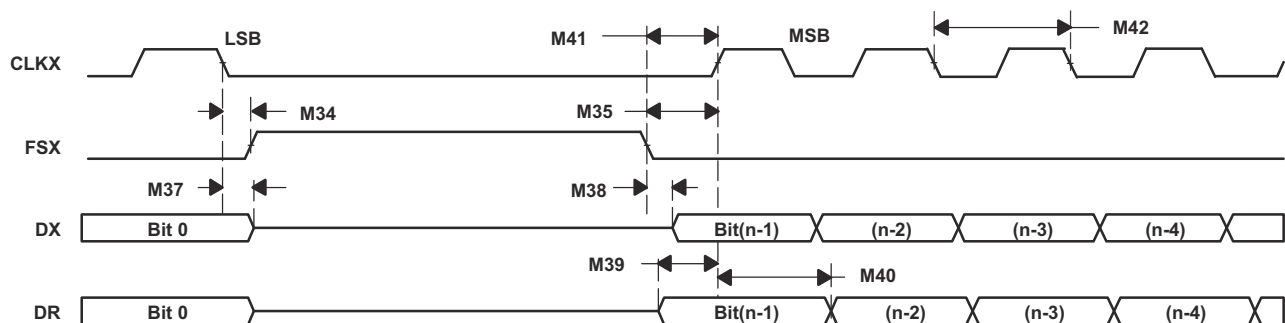 LSB M41 MSB M42
CLKX
M34 M35
FSX
M37 M38
DX Bit 0 Bit(n-1) (n-2) (n-3) (n-4)
M39 M40
DR Bit 0 Bit(n-1) (n-2) (n-3) (n-4)